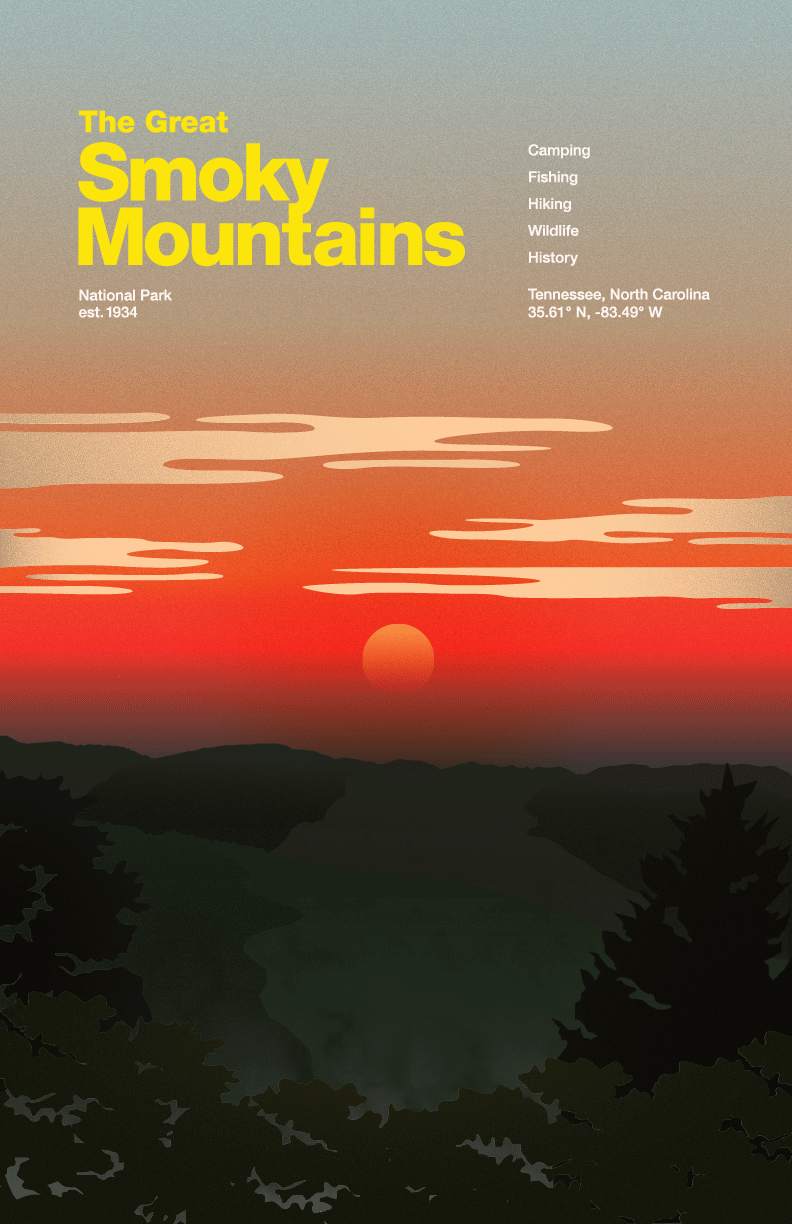 The Great
Smoky
Mountains
National Park
est. 1934
Camping
Fishing
Hiking
Wildlife
History
Tennessee, North Carolina
35.61° N, -83.49° W